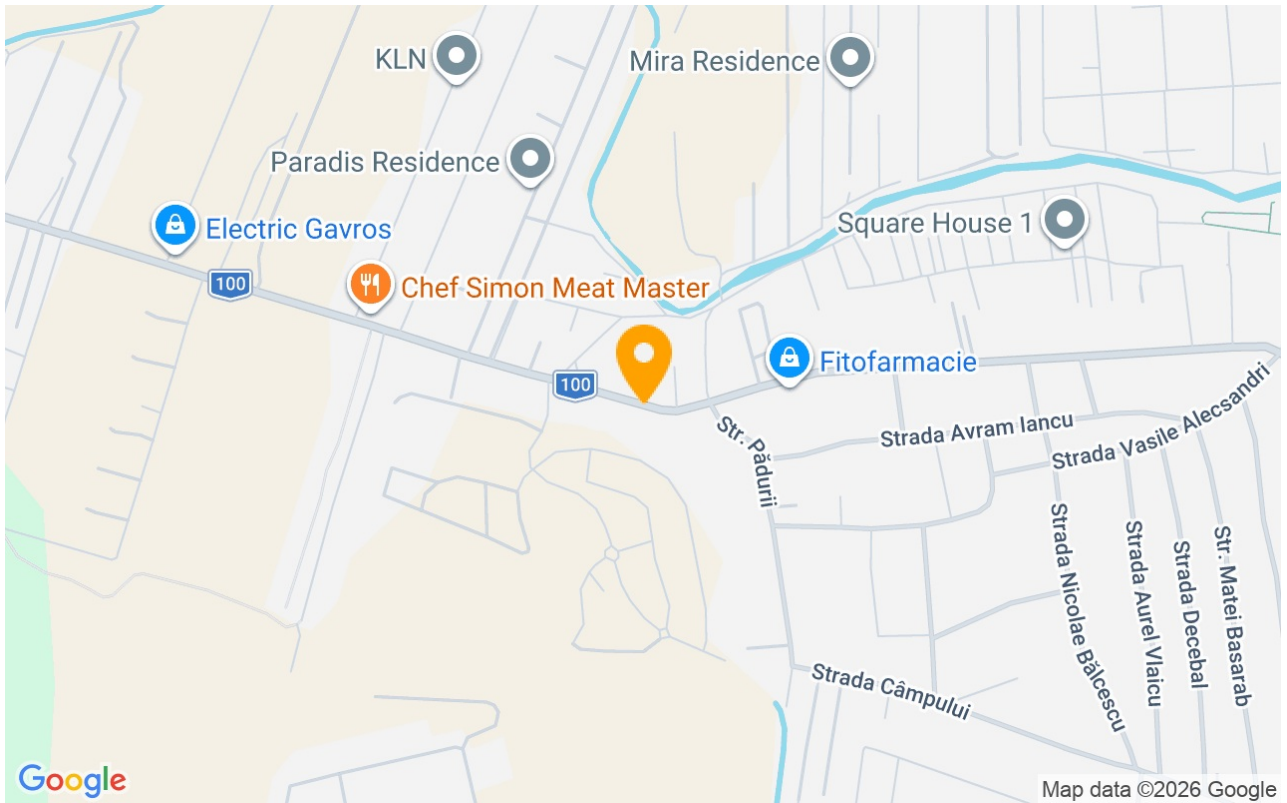 KLN
Mira Residence
Paradis Residence
Electric Gavros
Square House 1
100
Chef Simon Meat Master
Fitofarmacie
100
Str. Pădurii
Strada Avram Iancu
Strada Vasile Alecsandri
Strada Nicolae Bălcescu
Strada Aurel Vlaicu
Strada Decebal
Str. Matei Basarab
Strada Câmpului
Google
Map data ©2026 Google